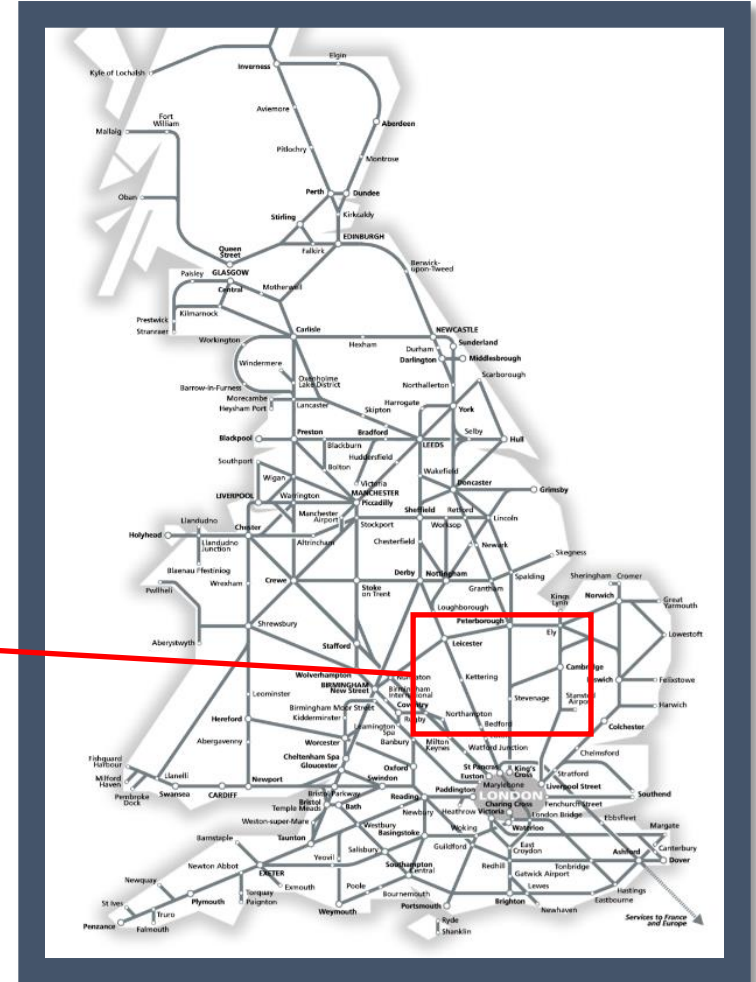 Elgin
Inverness
Kyle of Lochalsh
Aviemore
Fort
William
Mallaig
Aberdeen
Pitlochry
Montrose
Perth
Dundee
Oban
Kirkcaldy
Stirling
EDINBURGH
Queen
Street
Falkirk
Berwick-
upon-Tweed
Paisley
GLASGOW
Central
Motherwell
Prestwick
Kilmarnock
Stranraer
Carlisle
NEWCASTLE
Workington
Hexham
Sunderland
Durham
Darlington
Middlesbrough
Windermere
Scarborough
Oxenholme
Lake District
Barrow-in-Furness
Northallerton
Morecambe
Lancaster
Harrogate
Heysham Port
Skipton
York
Preston
Bradford
Selby
Blackpool
Blackburn
LEEDS
Hull
Southport
Huddersfield
Bolton
Wakefield
Wigan
Victoria
Doncaster
MANCHESTER
LIVERPOOL
Warrington
Piccadilly
Grimsby
Manchester
Airport
Sheffield
Retford
Llandudno
Stockport
Worksop
Lincoln
Holyhead
Chester
Llandudno
Junction
Altrincham
Chesterfield
Newark
Skegness
Blaenau Ffestiniog
Derby
Nottingham
Pwllheli
Wrexham
Crewe
Stoke
on Trent
Grantham
Spalding
Sheringham
Cromer
Kings
Lynn
Norwich
Great
Yarmouth
Loughborough
Peterborough
Shrewsbury
Ely
Lowestoft
Aberystwyth
Stafford
Leicester
Wolverhampton
Nuneaton
Cambridge
BIRMINGHAM
New Street
Birmingham
International
Kettering
Ipswich
Felixstowe
Leominster
Birmingham Moor Street
Coventry
Stevenage
Stansted
Airport
Harwich
Hereford
Kidderminster
Rugby
Northampton
Leamington
Spa
Bedford
Colchester
Abergavenny
Worcester
Banbury
Milton
Keynes
Watford Junction
Chelmsford
Fishguard
Harbour
Cheltenham Spa
Gloucester
Oxford
St Pancras
King's
Cross
Milford
Haven
Llanelli
Swindon
Euston
Stratford
Newport
Marylebone
Liverpool Street
Pembroke
Dock
Swansea
CARDIFF
Bristol Parkway
Reading
Paddington
LONDON
Southend
Bristol
Temple Meads
Bath
Charing Cross
Fenchurch Street
Newbury
Heathrow
Victoria
London Bridge
Ebbsfleet
Weston-super-Mare
Waterloo
Margate
Barnstaple
Taunton
Westbury
Basingstoke
Woking
East
Croydon
Canterbury
Salisbury
Guildford
Ashford
Dover
Newton Abbot
Yeovil
Southampton
Central
Redhill
Tonbridge
Newquay
EXETER
Gatwick Airport
Exmouth
Poole
Lewes
Hastings
Torquay
Paignton
Bournemouth
Eastbourne
St Ives
Plymouth
Portsmouth
Brighton
Newhaven
Truro
Weymouth
Ryde
Services to France
and Europe
Penzance
Falmouth
Shanklin